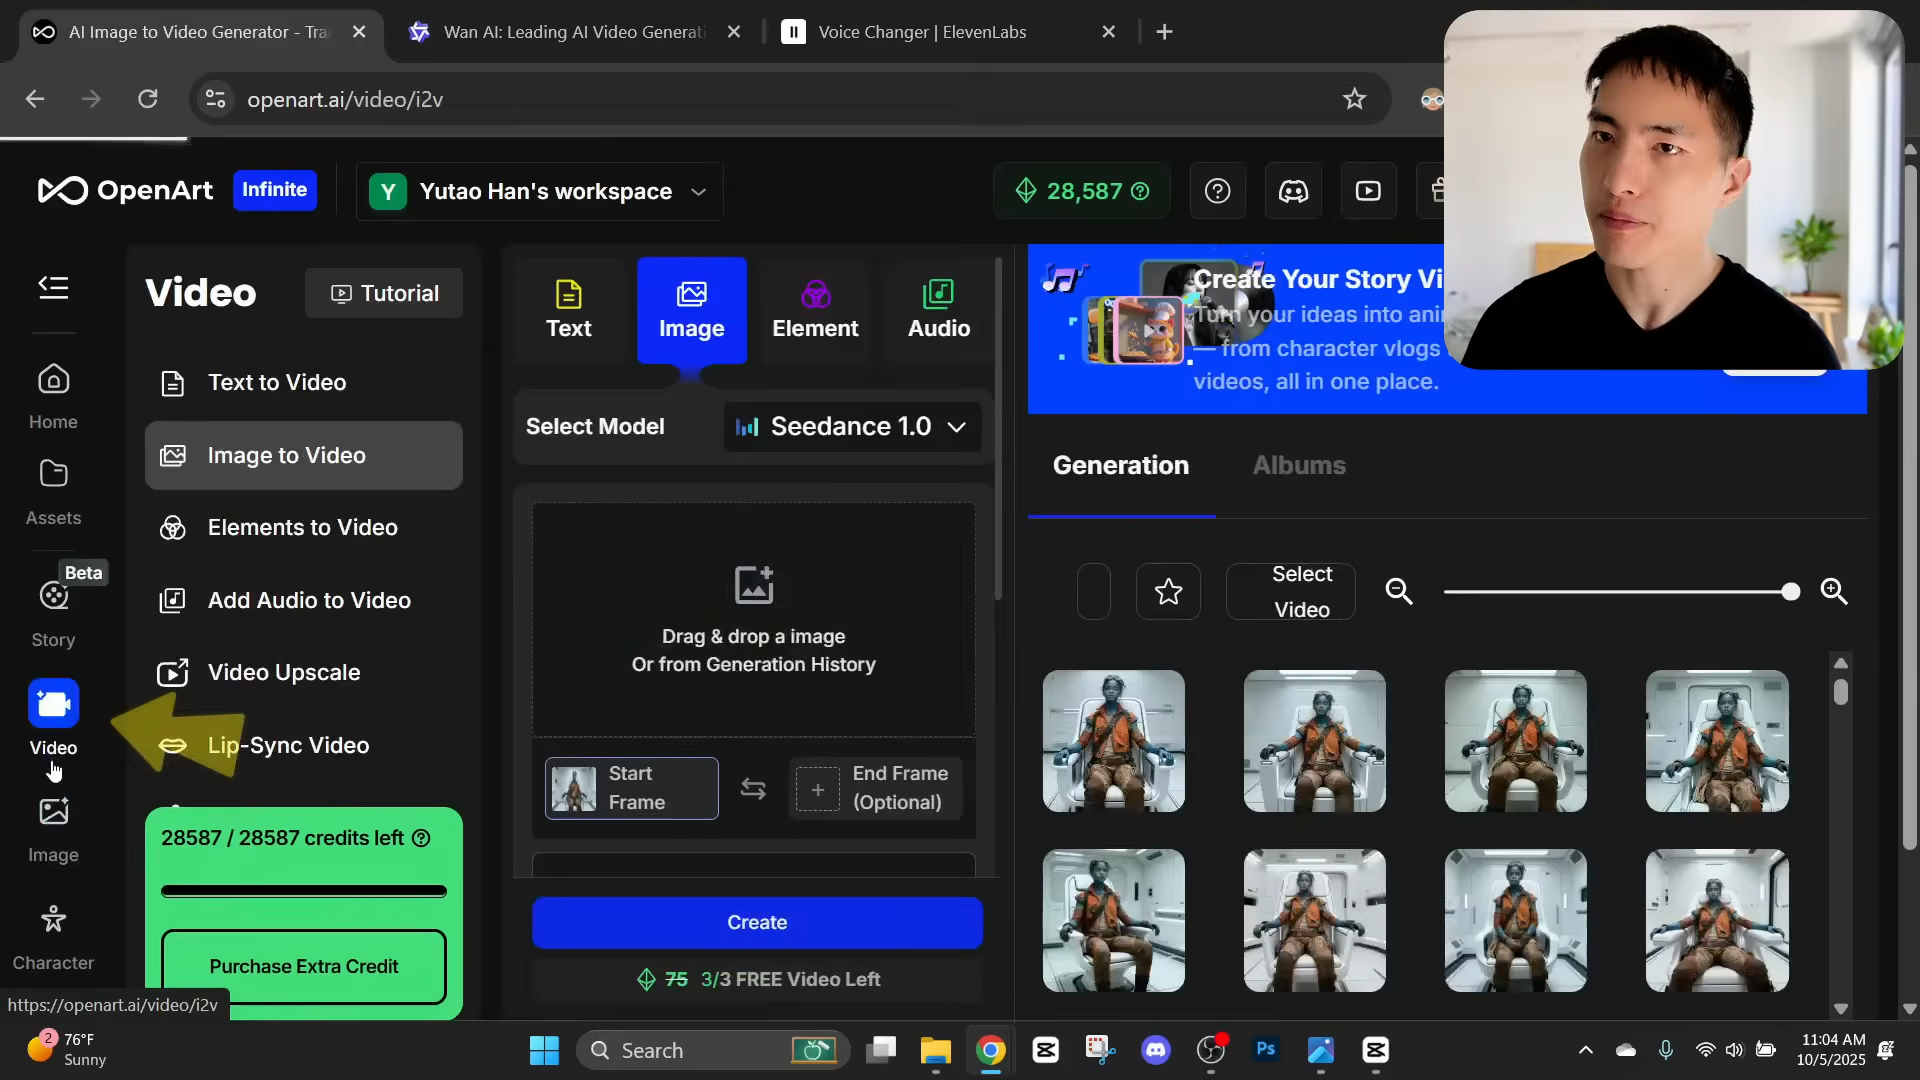 AI Image to Video Generator - Tra
Wan AI: Leading AI Video Generati
Voice Changer | ElevenLabs
openart.ai/video/i2v
OpenArt
Infinite
Y
Yutao Han's workspace
28,587
Video
Tutorial
Home
Assets
Beta
Story
Video
Image
Character
Text to Video
Image to Video
Elements to Video
Add Audio to Video
Video Upscale
Lip-Sync Video
28587 / 28587 credits left
Purchase Extra Credit
https://openart.ai/video/i2v
Text
Image
Element
Audio
Select Model
Seedance 1.0
Drag & drop a image
Or from Generation History
Start
Frame
End Frame
(Optional)
Create
75 3/3 FREE Video Left
Create Your Story Vi
Turn your ideas into ani
— from character vlogs
videos, all in one place.
Generation
Albums
Select
Video
2
76°F
Sunny
Search
Ps
11:04 AM
10/5/2025